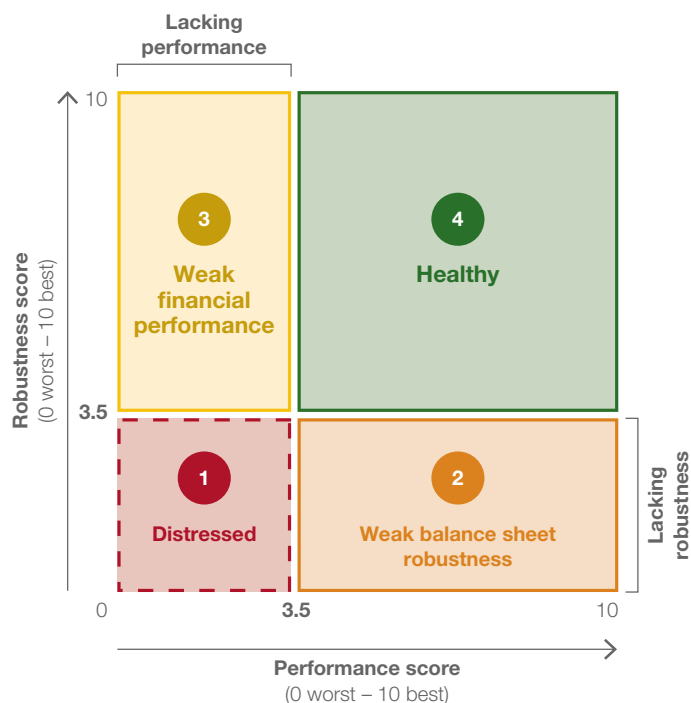 Lacking
performance
10
Robustness score
(0 worst – 10 best)
3
Weak
financial
performance
4
Healthy
3.5
1
Distressed
2
Weak balance sheet
robustness
Lacking
robustness
0
3.5
10
Performance score
(0 worst – 10 best)